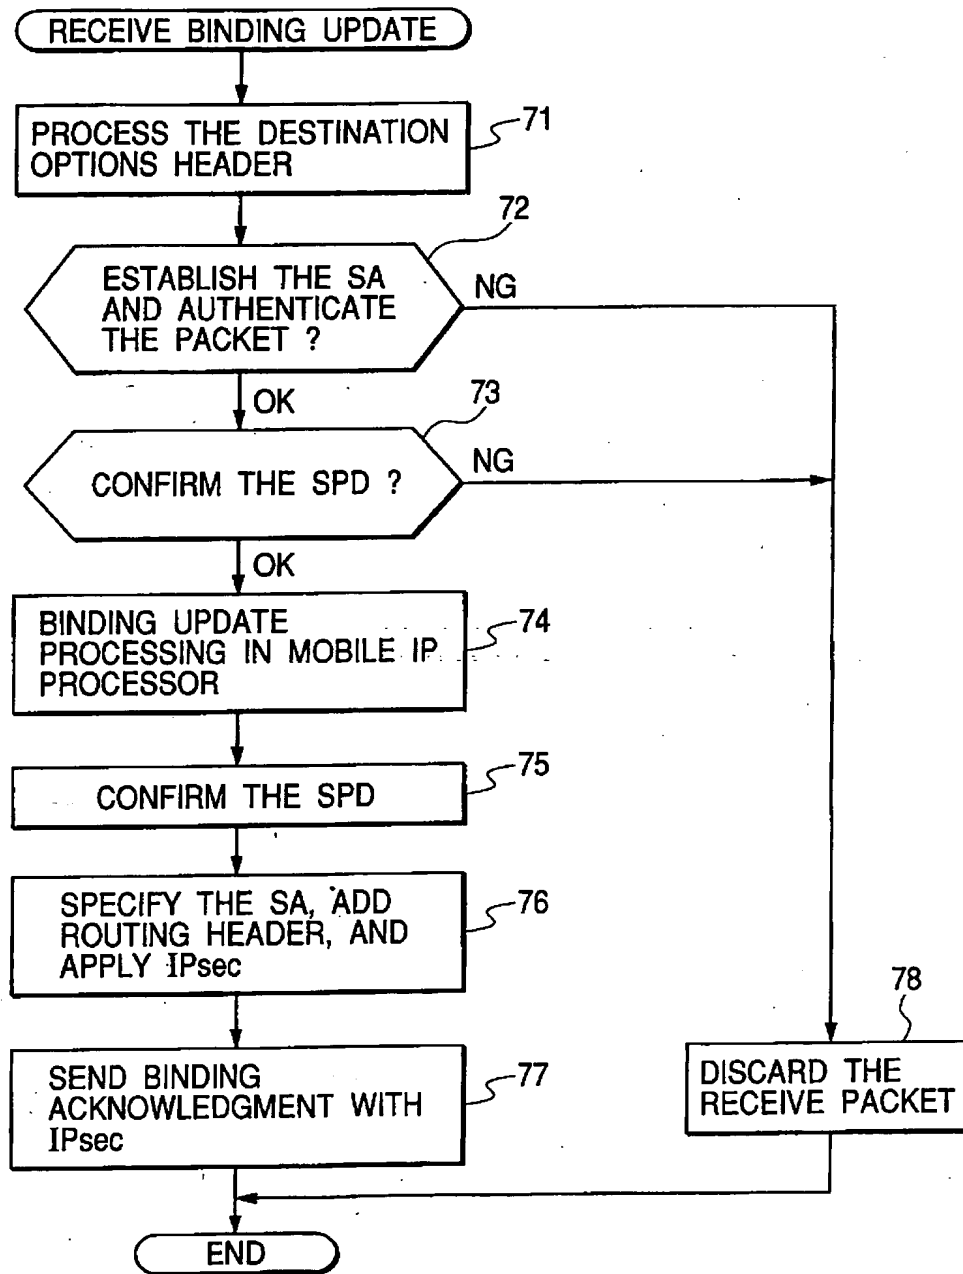 RECEIVE BINDING UPDATE
71
PROCESS THE DESTINATION
OPTIONS HEADER
72
ESTABLISH THE SA
AND AUTHENTICATE
THE PACKET ?
NG
OK
73
CONFIRM THE SPD ?
NG
OK
BINDING UPDATE
PROCESSING IN MOBILE IP
PROCESSOR
74
CONFIRM THE SPD
75
SPECIFY THE SA, ADD
ROUTING HEADER, AND
APPLY IPsec
76
SEND BINDING
ACKNOWLEDGMENT WITH
IPsec
77
78
DISCARD THE
RECEIVE PACKET
END